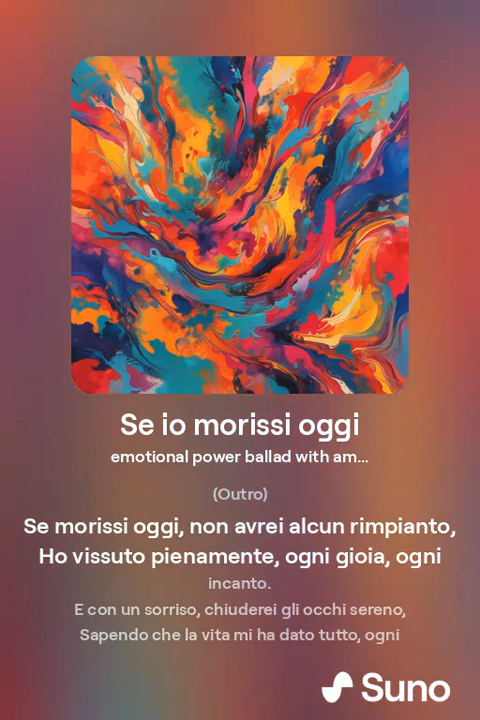 Se io morissi oggi
emotional power ballad with am...
(Outro)
Se morissi oggi, non avrei alcun rimpianto,
Ho vissuto pienamente, ogni gioia, ogni
incanto.
E con un sorriso, chiuderei gli occhi sereno,
Sapendo che la vita mi ha dato tutto, ogni
Suno